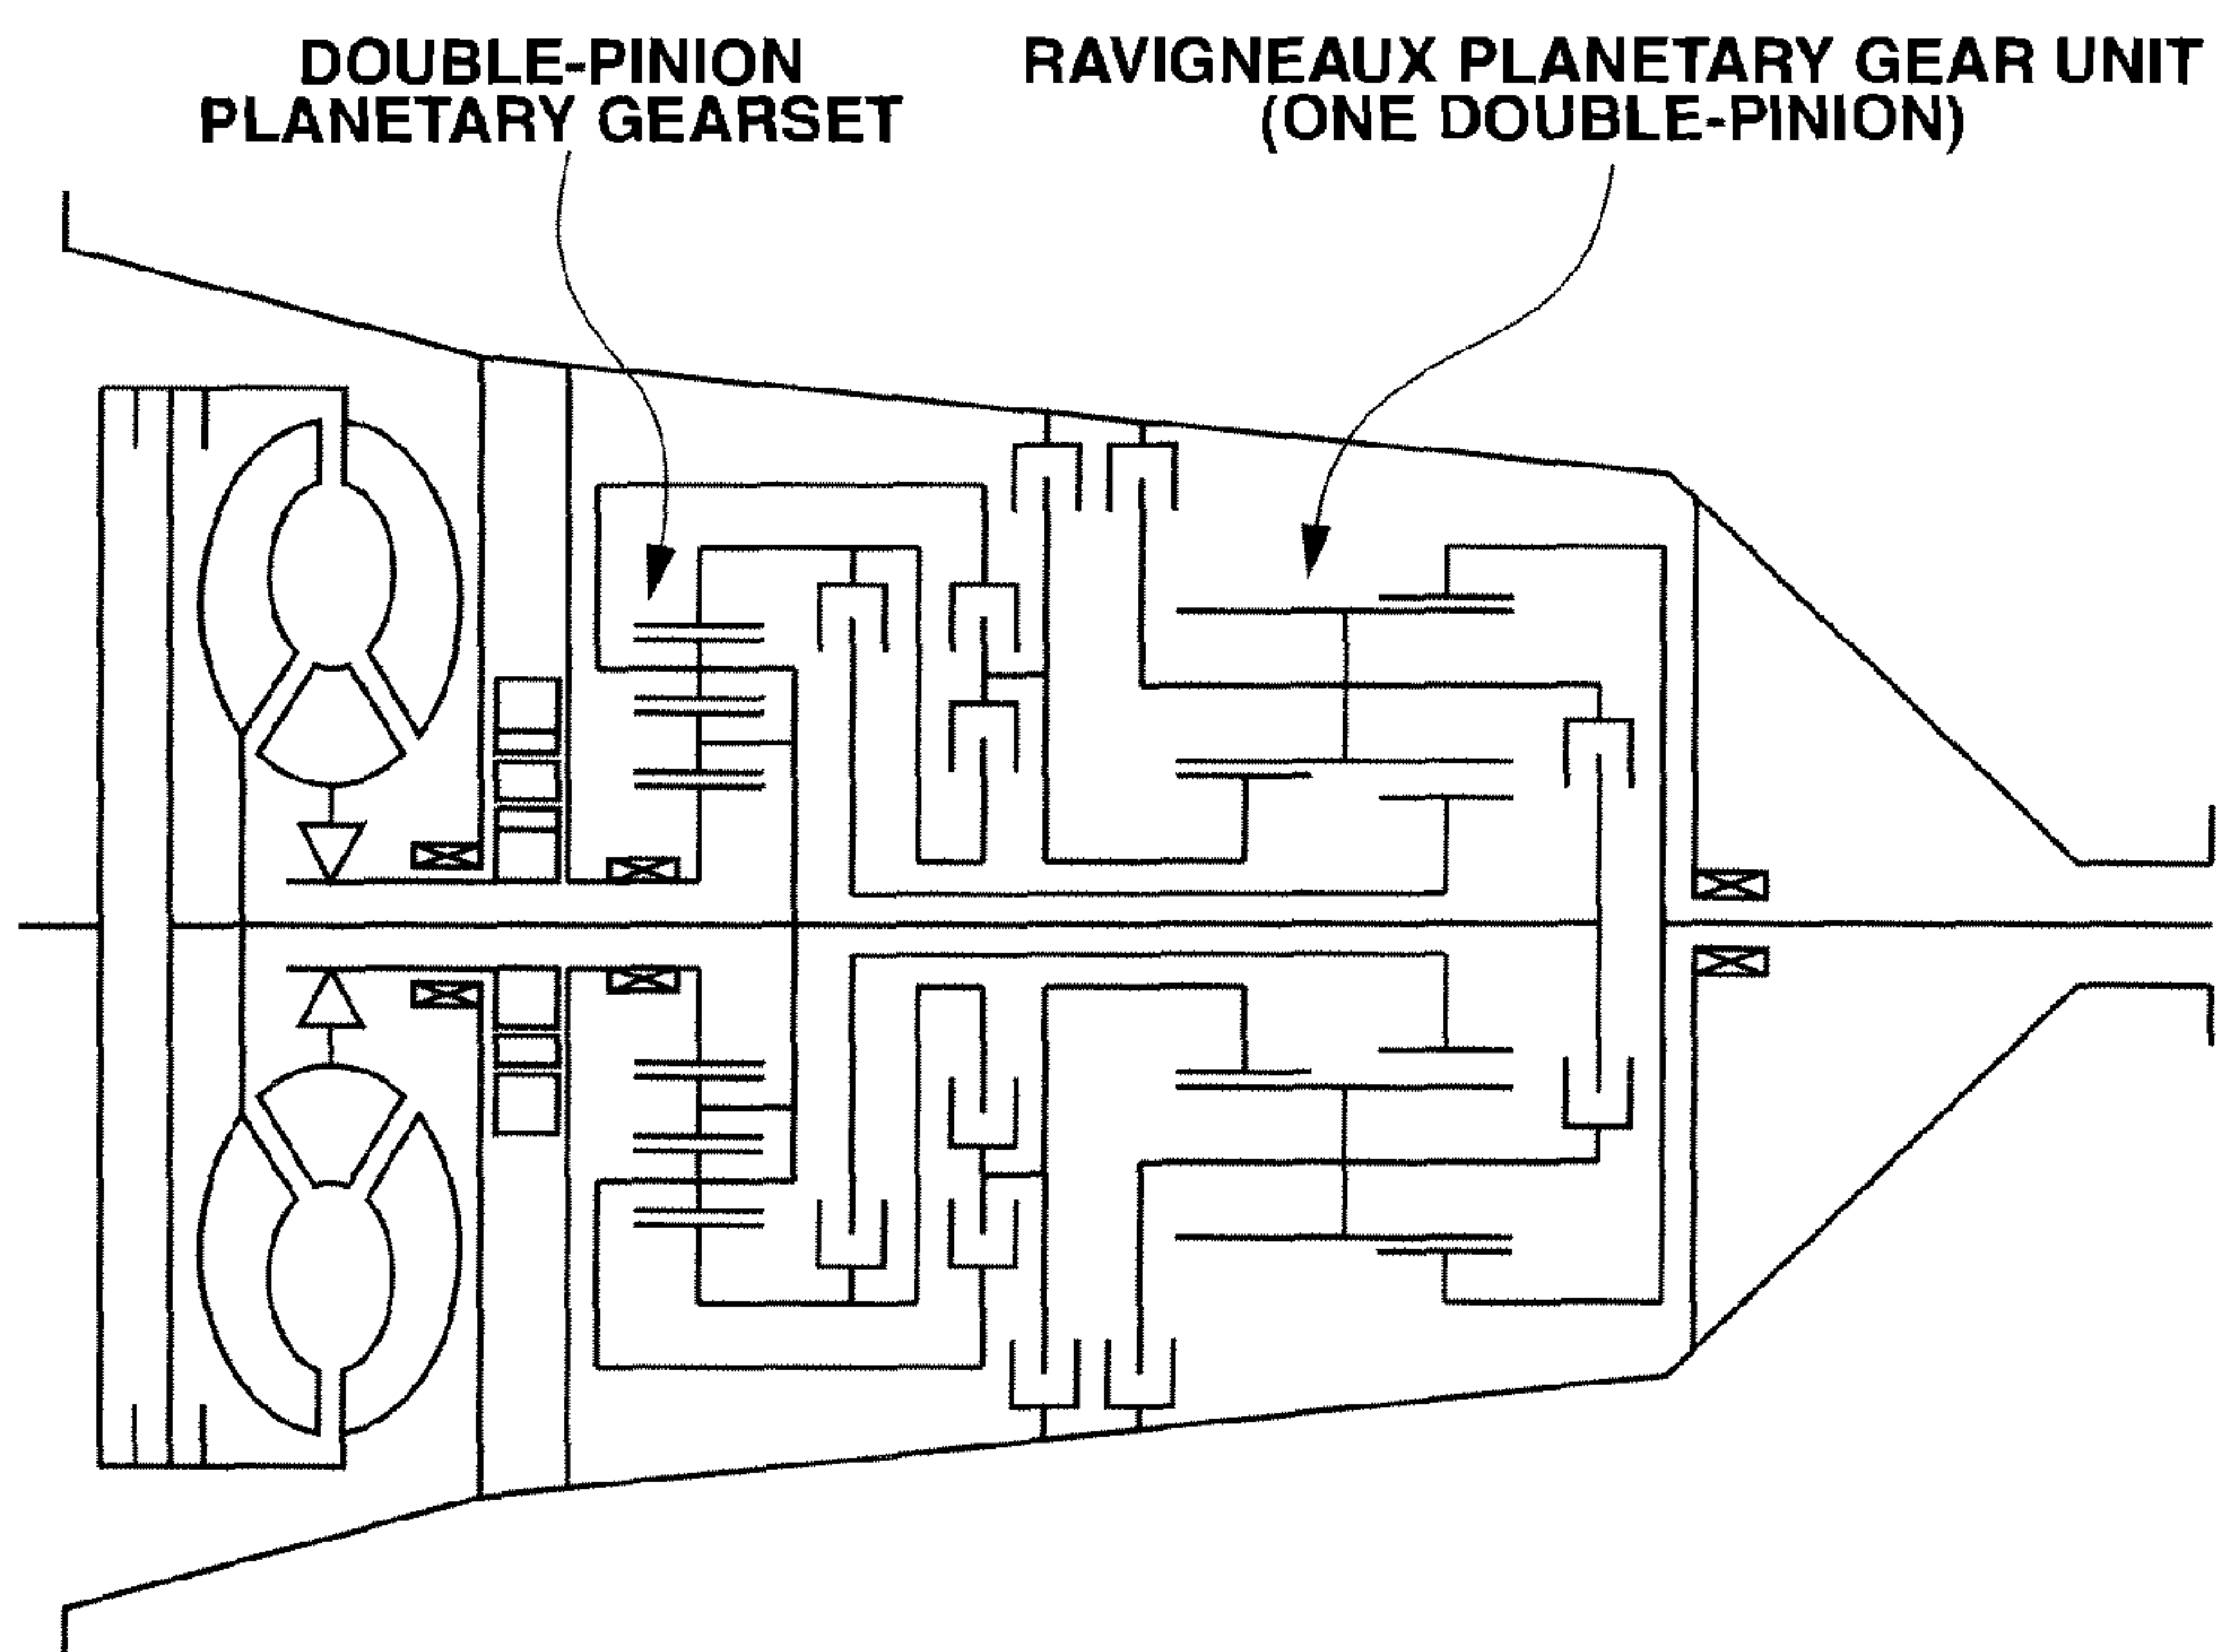 DOUBLE-PINION
PLANETARY GEARSET
RAVIGNEAUX PLANETARY GEAR UNIT
(ONE DOUBLE-PINION)